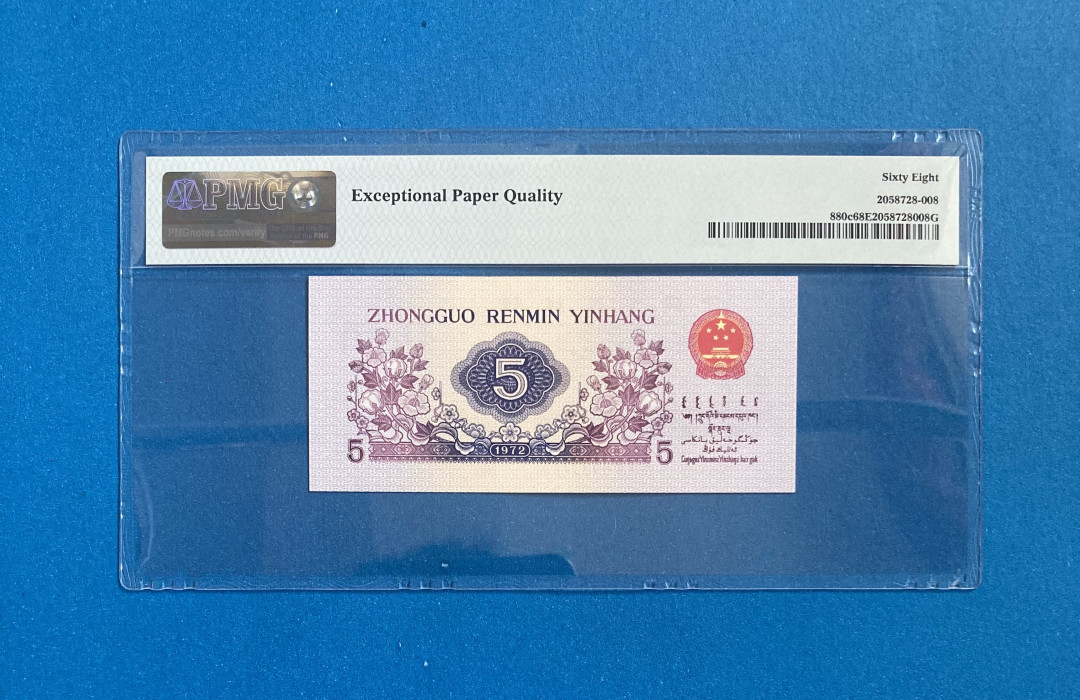 PMG
PMGnotes.com/verify
Exceptional Paper Quality
Sixty Eight
2058728-008
880c68E2058728008G
ZHONGGUO RENMIN YINHANG
5
1972
5
5